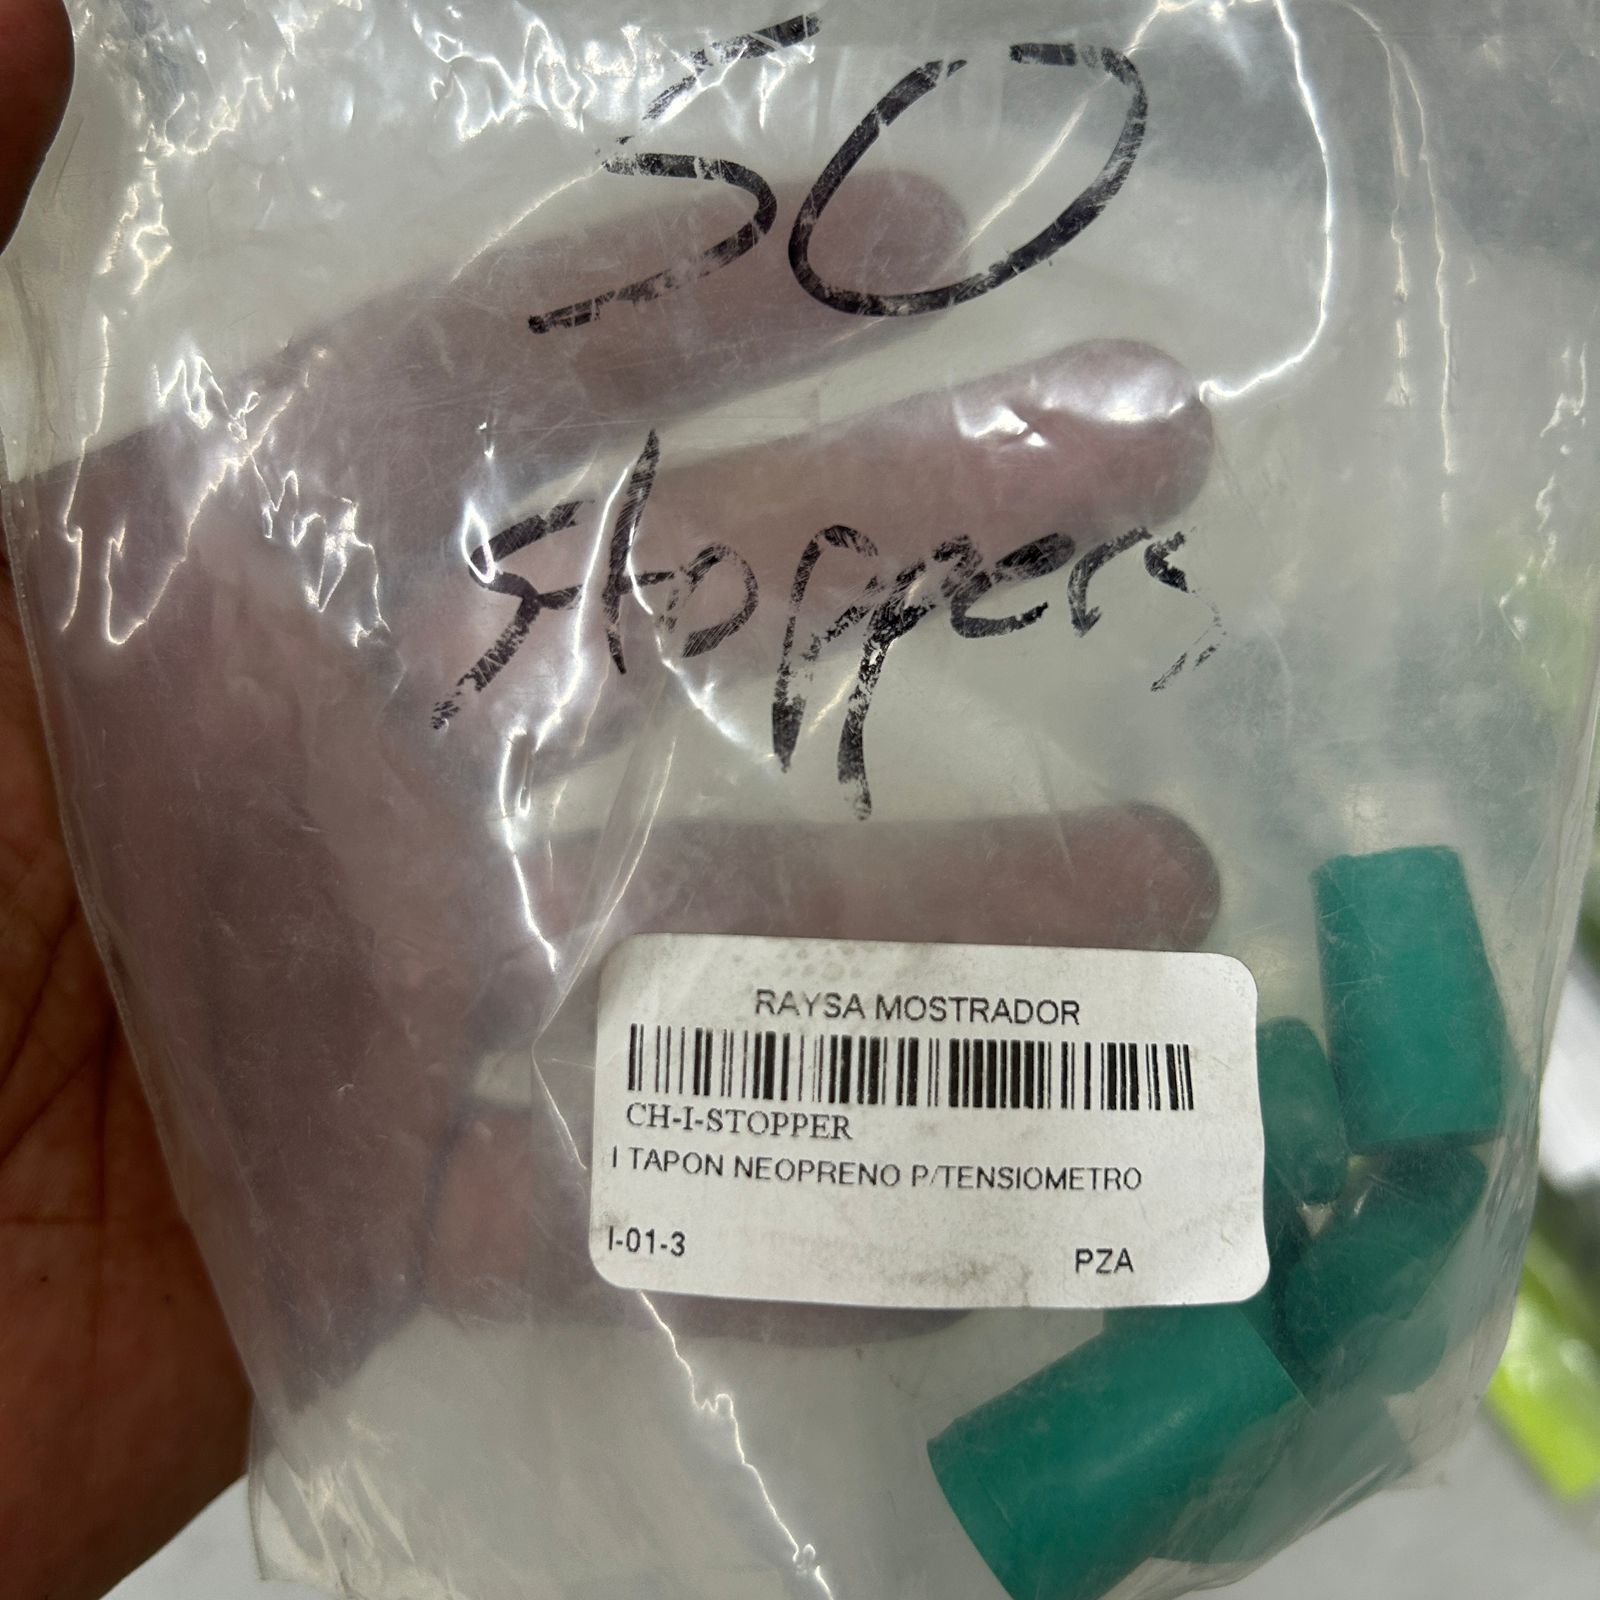 50
stoppers
RAYSA MOSTRADOR
CH-I-STOPPER
I TAPON NEOPRENO P/TENSIOMETRO
I-01-3 PZA